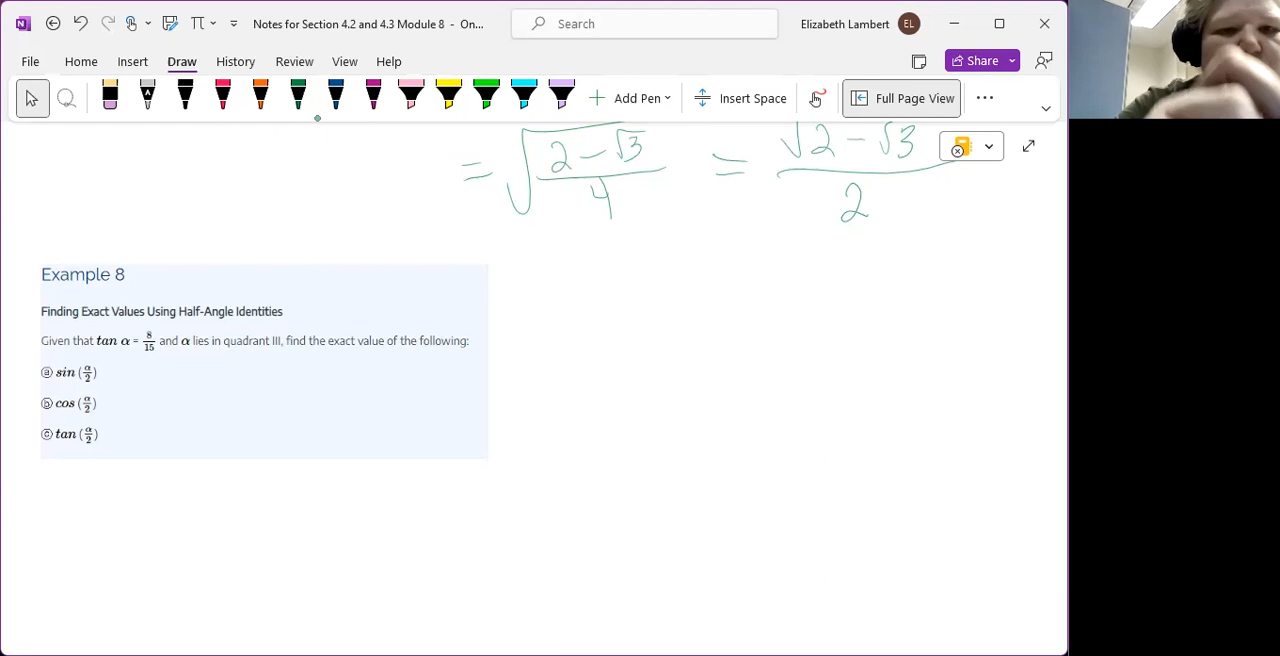 Notes for Section 4.2 and 4.3 Module 8 - On...
Search
Elizabeth Lambert EL
File Home Insert Draw History Review View Help Share
A Add Pen Insert Space Full Page View
= √(2 - √3)/4 = √2 - √3/2
Example 8
Finding Exact Values Using Half-Angle Identities
Given that tan α = 8/15 and α lies in quadrant III, find the exact value of the following:
ⓐ sin (α/2)
ⓑ cos (α/2)
ⓒ tan (α/2)